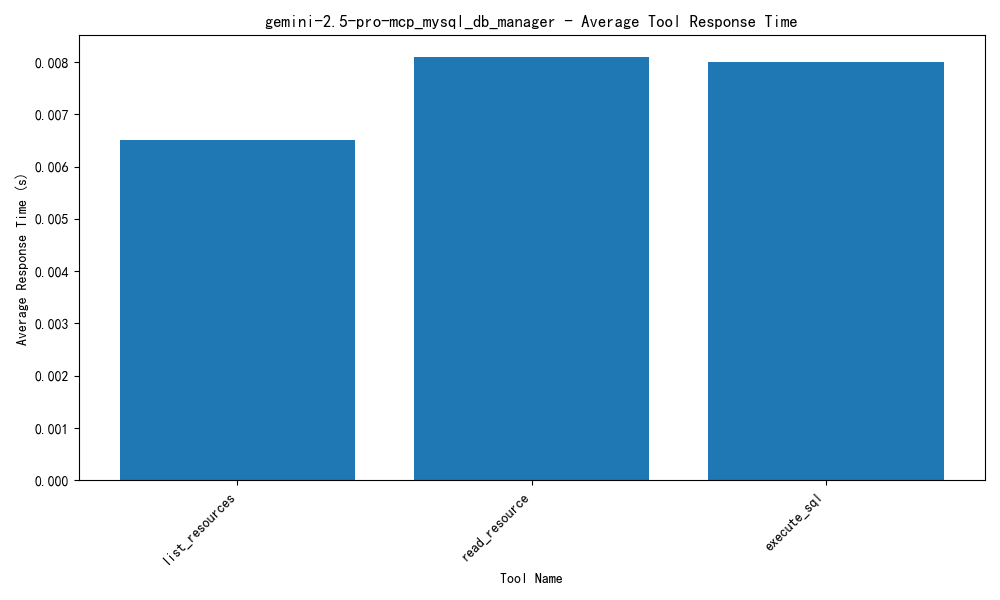 gemini-2.5-pro-mcp_mysql_db_manager - Average Tool Response Time
0.008
0.007
0.006
0.005
0.004
0.003
0.002
0.001
0.000
Average Response Time (s)
list_resources
read_resource
execute_sql
Tool Name